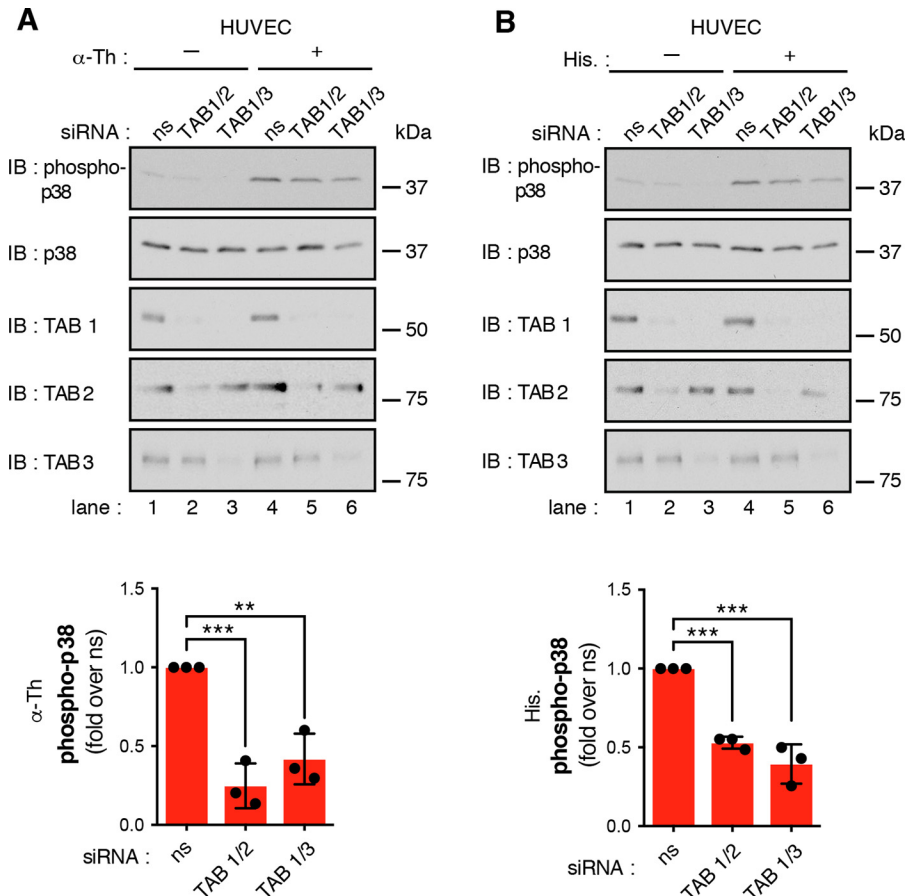 A
HUVEC
α-Th : – +
siRNA : ns TAB1/2 TAB1/3 ns TAB1/2 TAB1/3 kDa
IB : phospho-
p38
37
IB : p38
37
IB : TAB 1
50
IB : TAB2
75
IB : TAB3
75
lane : 1 2 3 4 5 6
B
HUVEC
His. : – +
siRNA : ns TAB1/2 TAB1/3 ns TAB1/2 TAB1/3 kDa
IB : phospho-
p38
37
IB : p38
37
IB : TAB 1
50
IB : TAB2
75
IB : TAB3
75
lane : 1 2 3 4 5 6
α-Th
phospho-p38
(fold over ns)
1.5
1.0
0.5
0.0
**
***
siRNA : ns TAB 1/2 TAB 1/3
His.
phospho-p38
(fold over ns)
1.5
1.0
0.5
0.0
***
***
siRNA : ns TAB 1/2 TAB 1/3